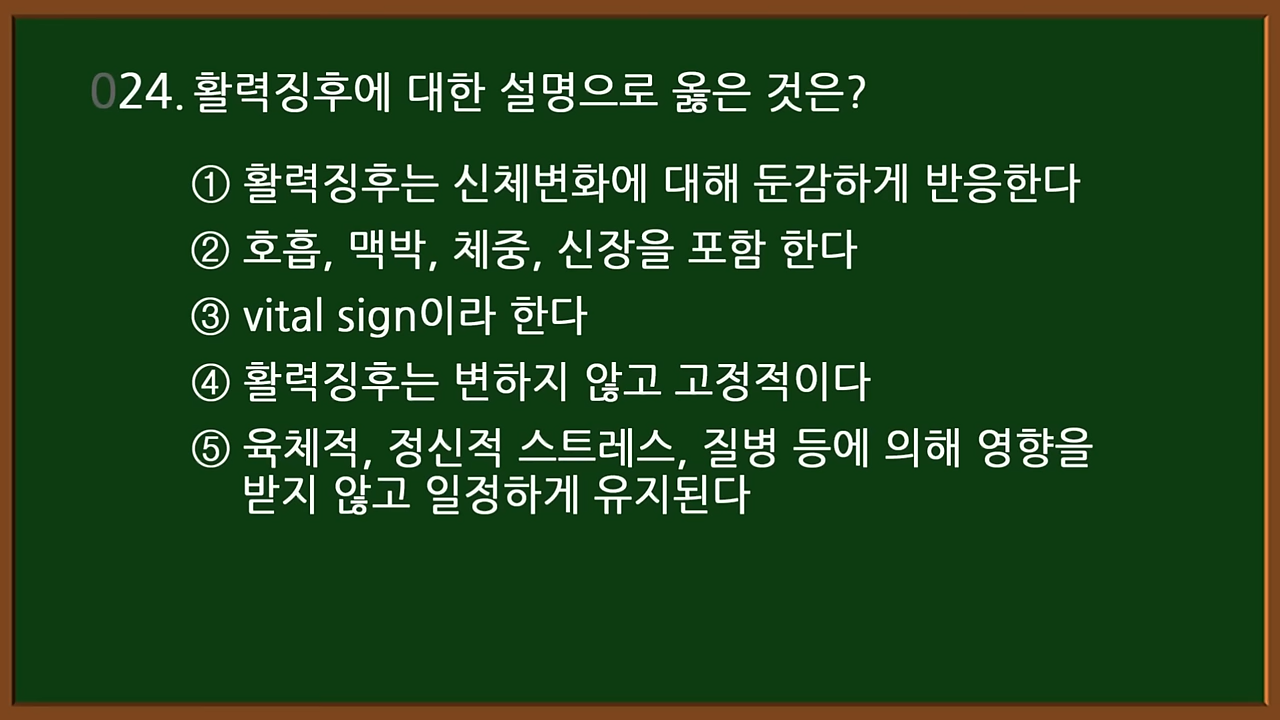 024. 활력징후에 대한 설명으로 옳은 것은?
① 활력징후는 신체변화에 대해 둔감하게 반응한다
② 호흡, 맥박, 체중, 신장을 포함 한다
③ vital sign이라 한다
④ 활력징후는 변하지 않고 고정적이다
⑤ 육체적, 정신적 스트레스, 질병 등에 의해 영향을
받지 않고 일정하게 유지된다